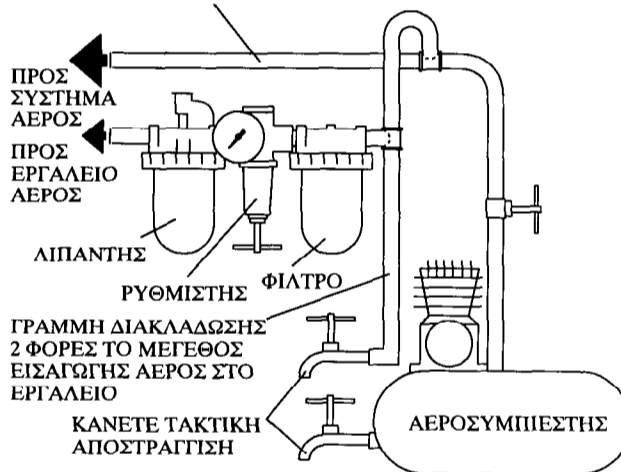 ΠΡΟΣ
ΣΥΣΤΗΜΑ
ΑΕΡΟΣ
ΠΡΟΣ
ΕΡΓΑΛΕΙΟ
ΑΕΡΟΣ
ΛΙΠΑΝΤΗΣ
ΡΥΘΜΙΣΤΗΣ
ΦΙΛΤΡΟ
ΓΡΑΜΜΗ ΔΙΑΚΛΑΔΩΣΗΣ
2 ΦΟΡΕΣ ΤΟ ΜΕΓΕΘΟΣ
ΕΙΣΑΓΩΓΗΣ ΑΕΡΟΣ ΣΤΟ
ΕΡΓΑΛΕΙΟ
ΚΑΝΕΤΕ ΤΑΚΤΙΚΗ
ΑΠΟΣΤΡΑΓΓΙΣΗ
ΑΕΡΟΣΥΜΠΙΕΣΤΗΣ